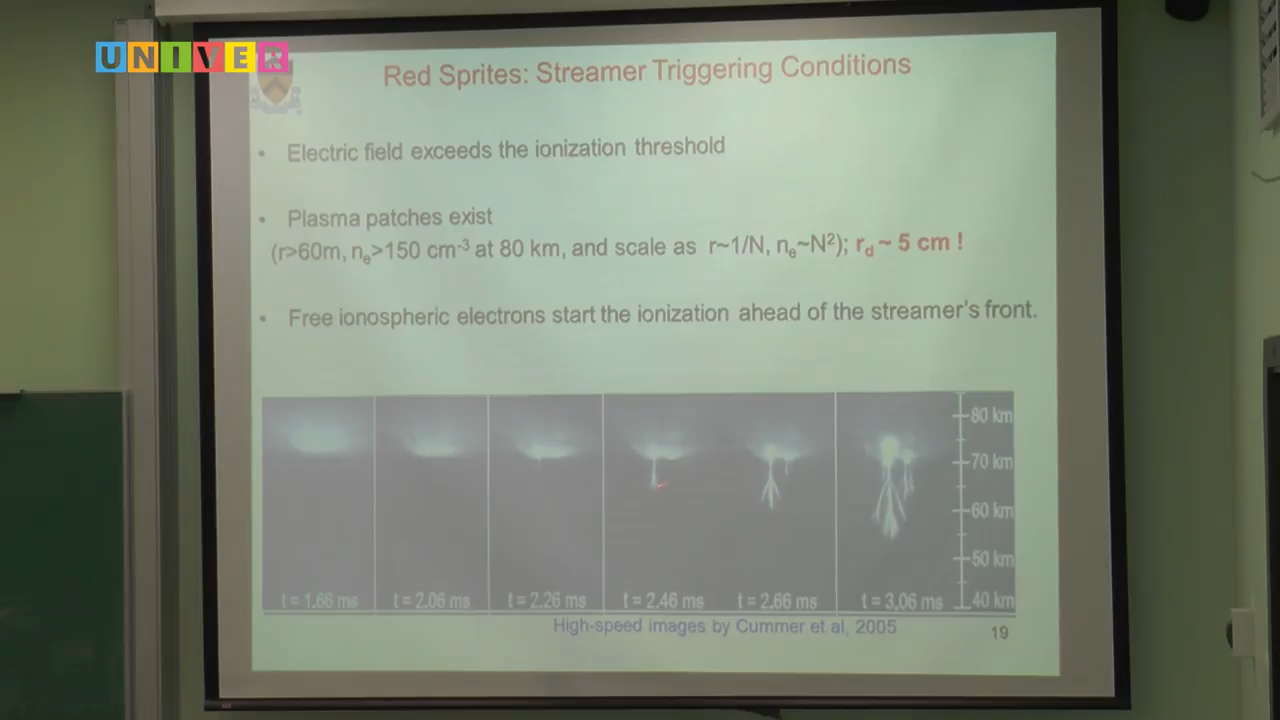 UNIVER
Red Sprites: Streamer Triggering Conditions
• Electric field exceeds the ionization threshold
• Plasma patches exist
(r>60m, nₑ>150 cm⁻³ at 80 km, and scale as r~1/N, nₑ~N²); r_d ~ 5 cm !
• Free ionospheric electrons start the ionization ahead of the streamer's front.
80 km
70 km
60 km
50 km
40 km
t = 1.66 ms t = 2.06 ms t = 2.26 ms t = 2.46 ms t = 2.66 ms t = 3.06 ms
High-speed images by Cummer et al, 2005
19